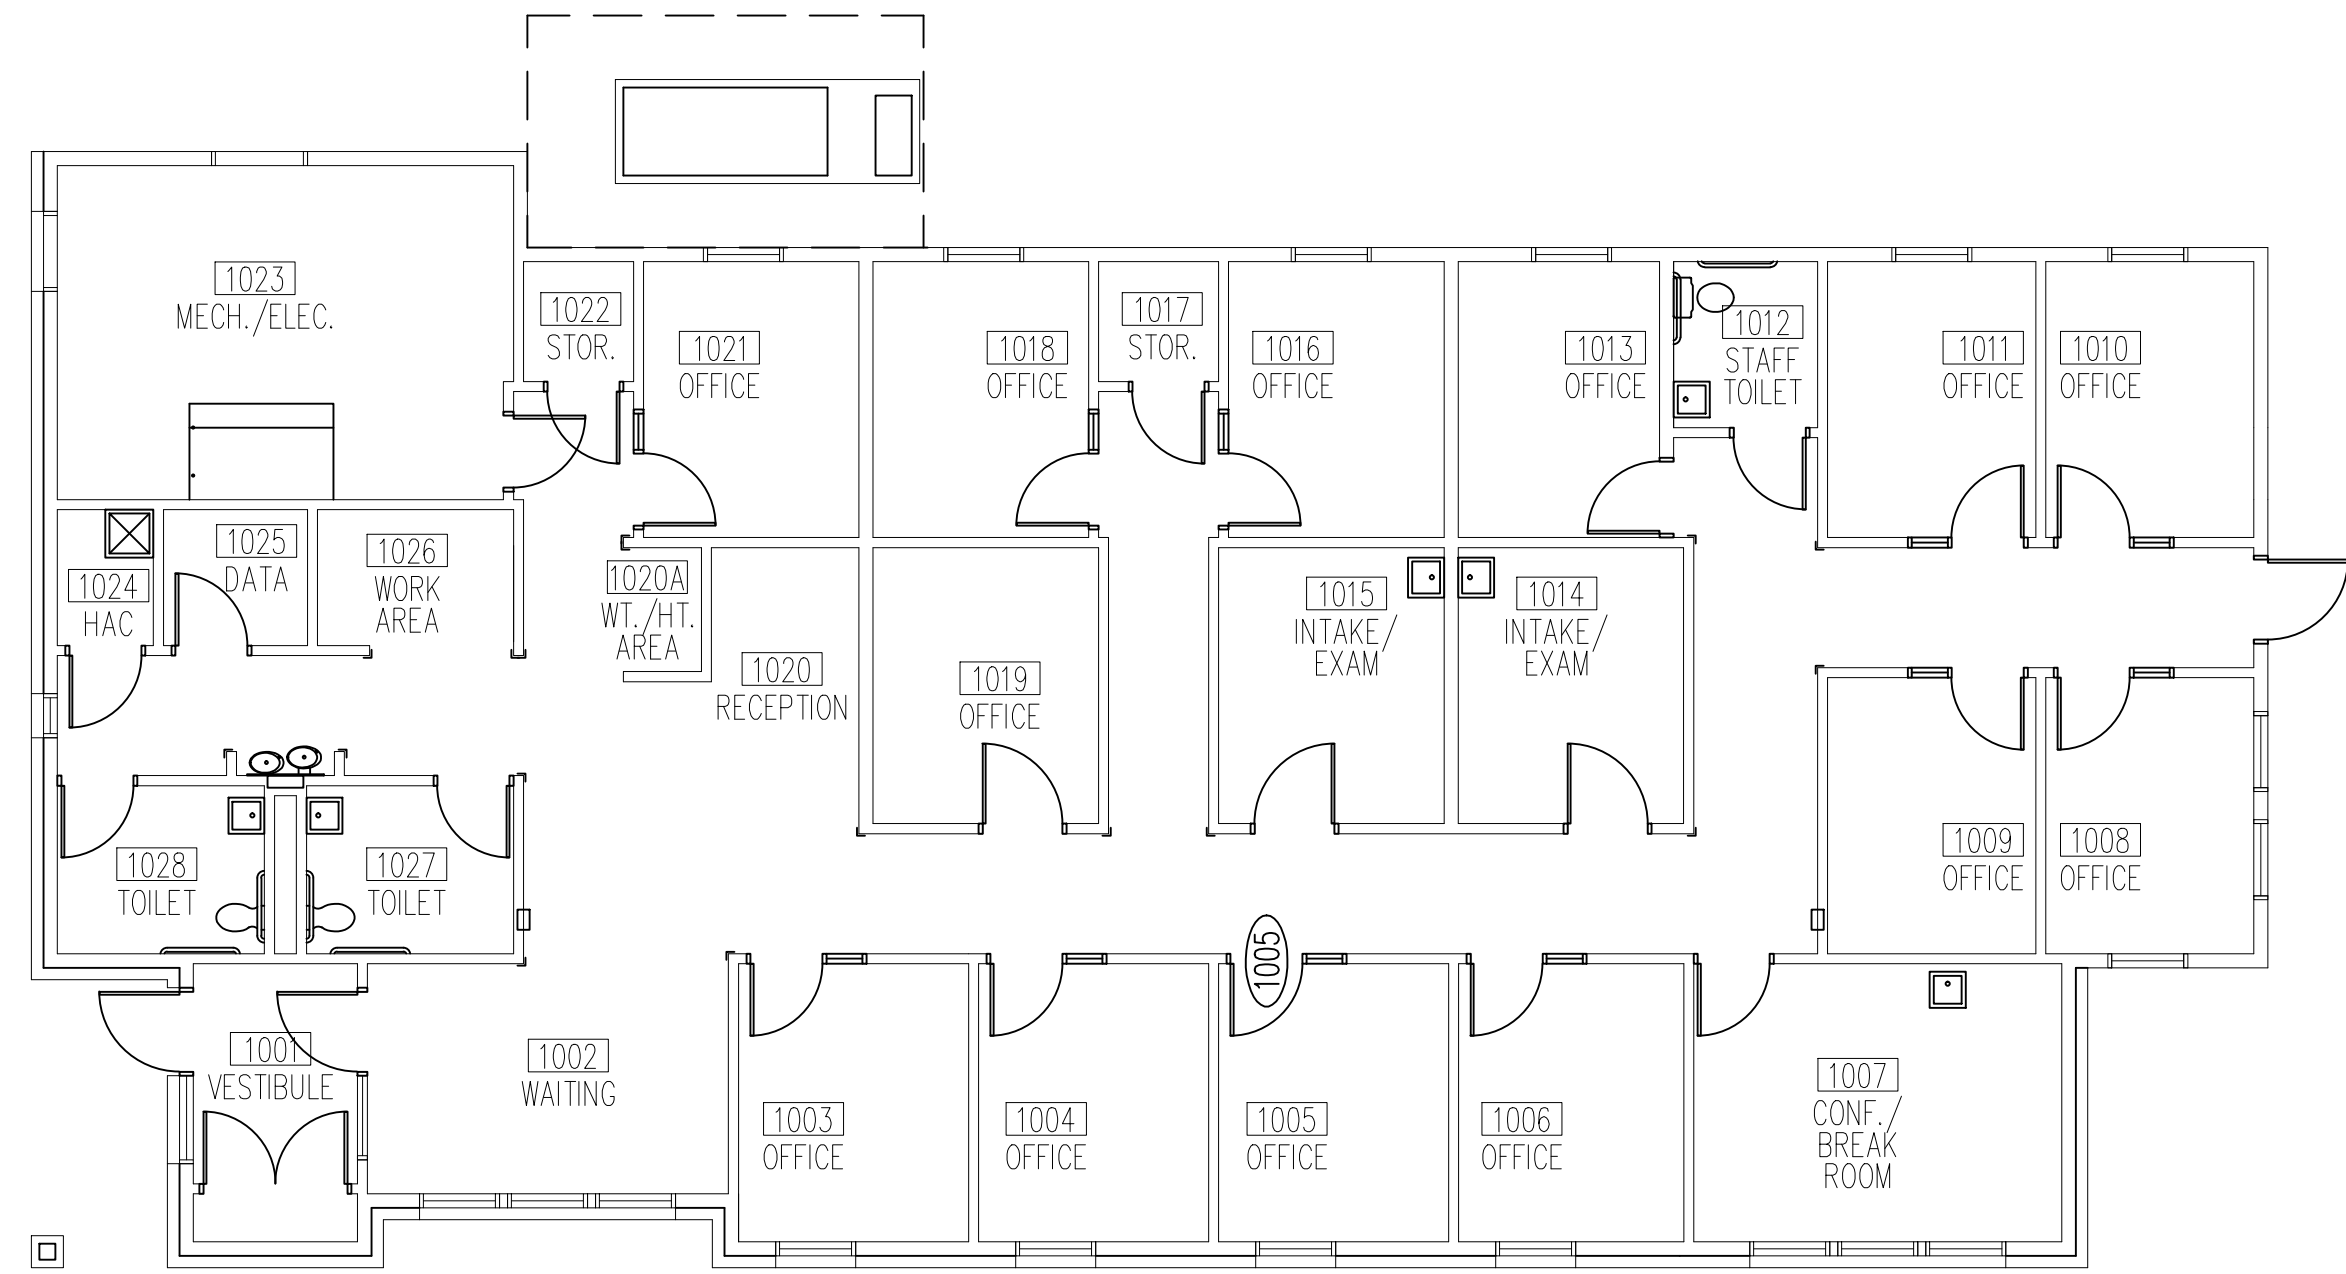 1023
MECH./ELEC.
1022
STOR.
1021
OFFICE
1018
OFFICE
1017
STOR.
1016
OFFICE
1013
OFFICE
1012
STAFF
TOILET
1011
OFFICE
1010
OFFICE
1024
HAC
1025
DATA
1026
WORK
AREA
1020A
WT./HT.
AREA
1020
RECEPTION
1019
OFFICE
1015
INTAKE/
EXAM
1014
INTAKE/
EXAM
1028
TOILET
1027
TOILET
1009
OFFICE
1008
OFFICE
1005
1001
VESTIBULE
1002
WAITING
1003
OFFICE
1004
OFFICE
1005
OFFICE
1006
OFFICE
1007
CONF./
BREAK
ROOM